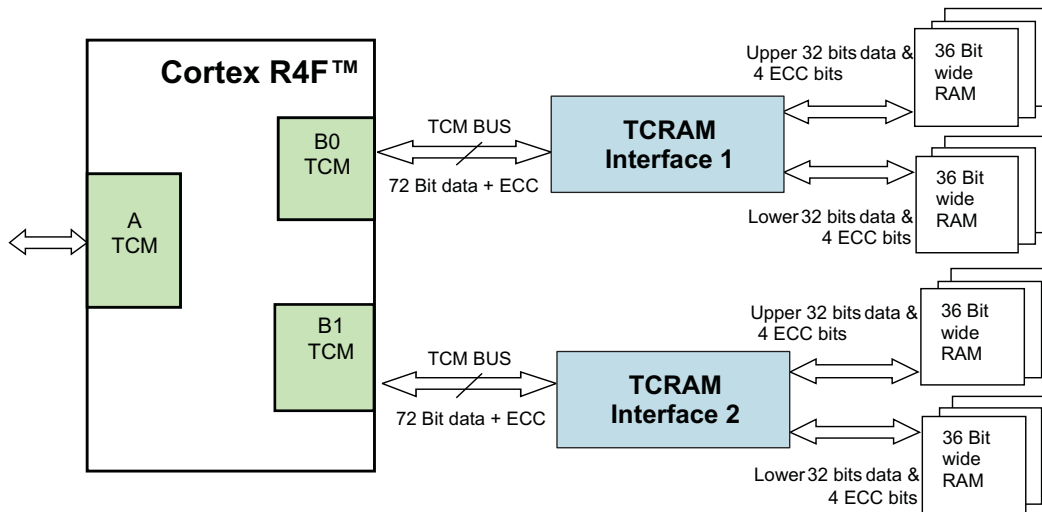 Cortex R4F™
A
TCM
B0
TCM
B1
TCM
TCM BUS
72 Bit data + ECC
TCM BUS
72 Bit data + ECC
TCRAM
Interface 1
TCRAM
Interface 2
Upper 32 bits data &
4 ECC bits
36 Bit
wide
RAM
Lower 32 bits data &
4 ECC bits
36 Bit
wide
RAM
Upper 32 bits data &
4 ECC bits
36 Bit
wide
RAM
Lower 32 bits data &
4 ECC bits
36 Bit
wide
RAM